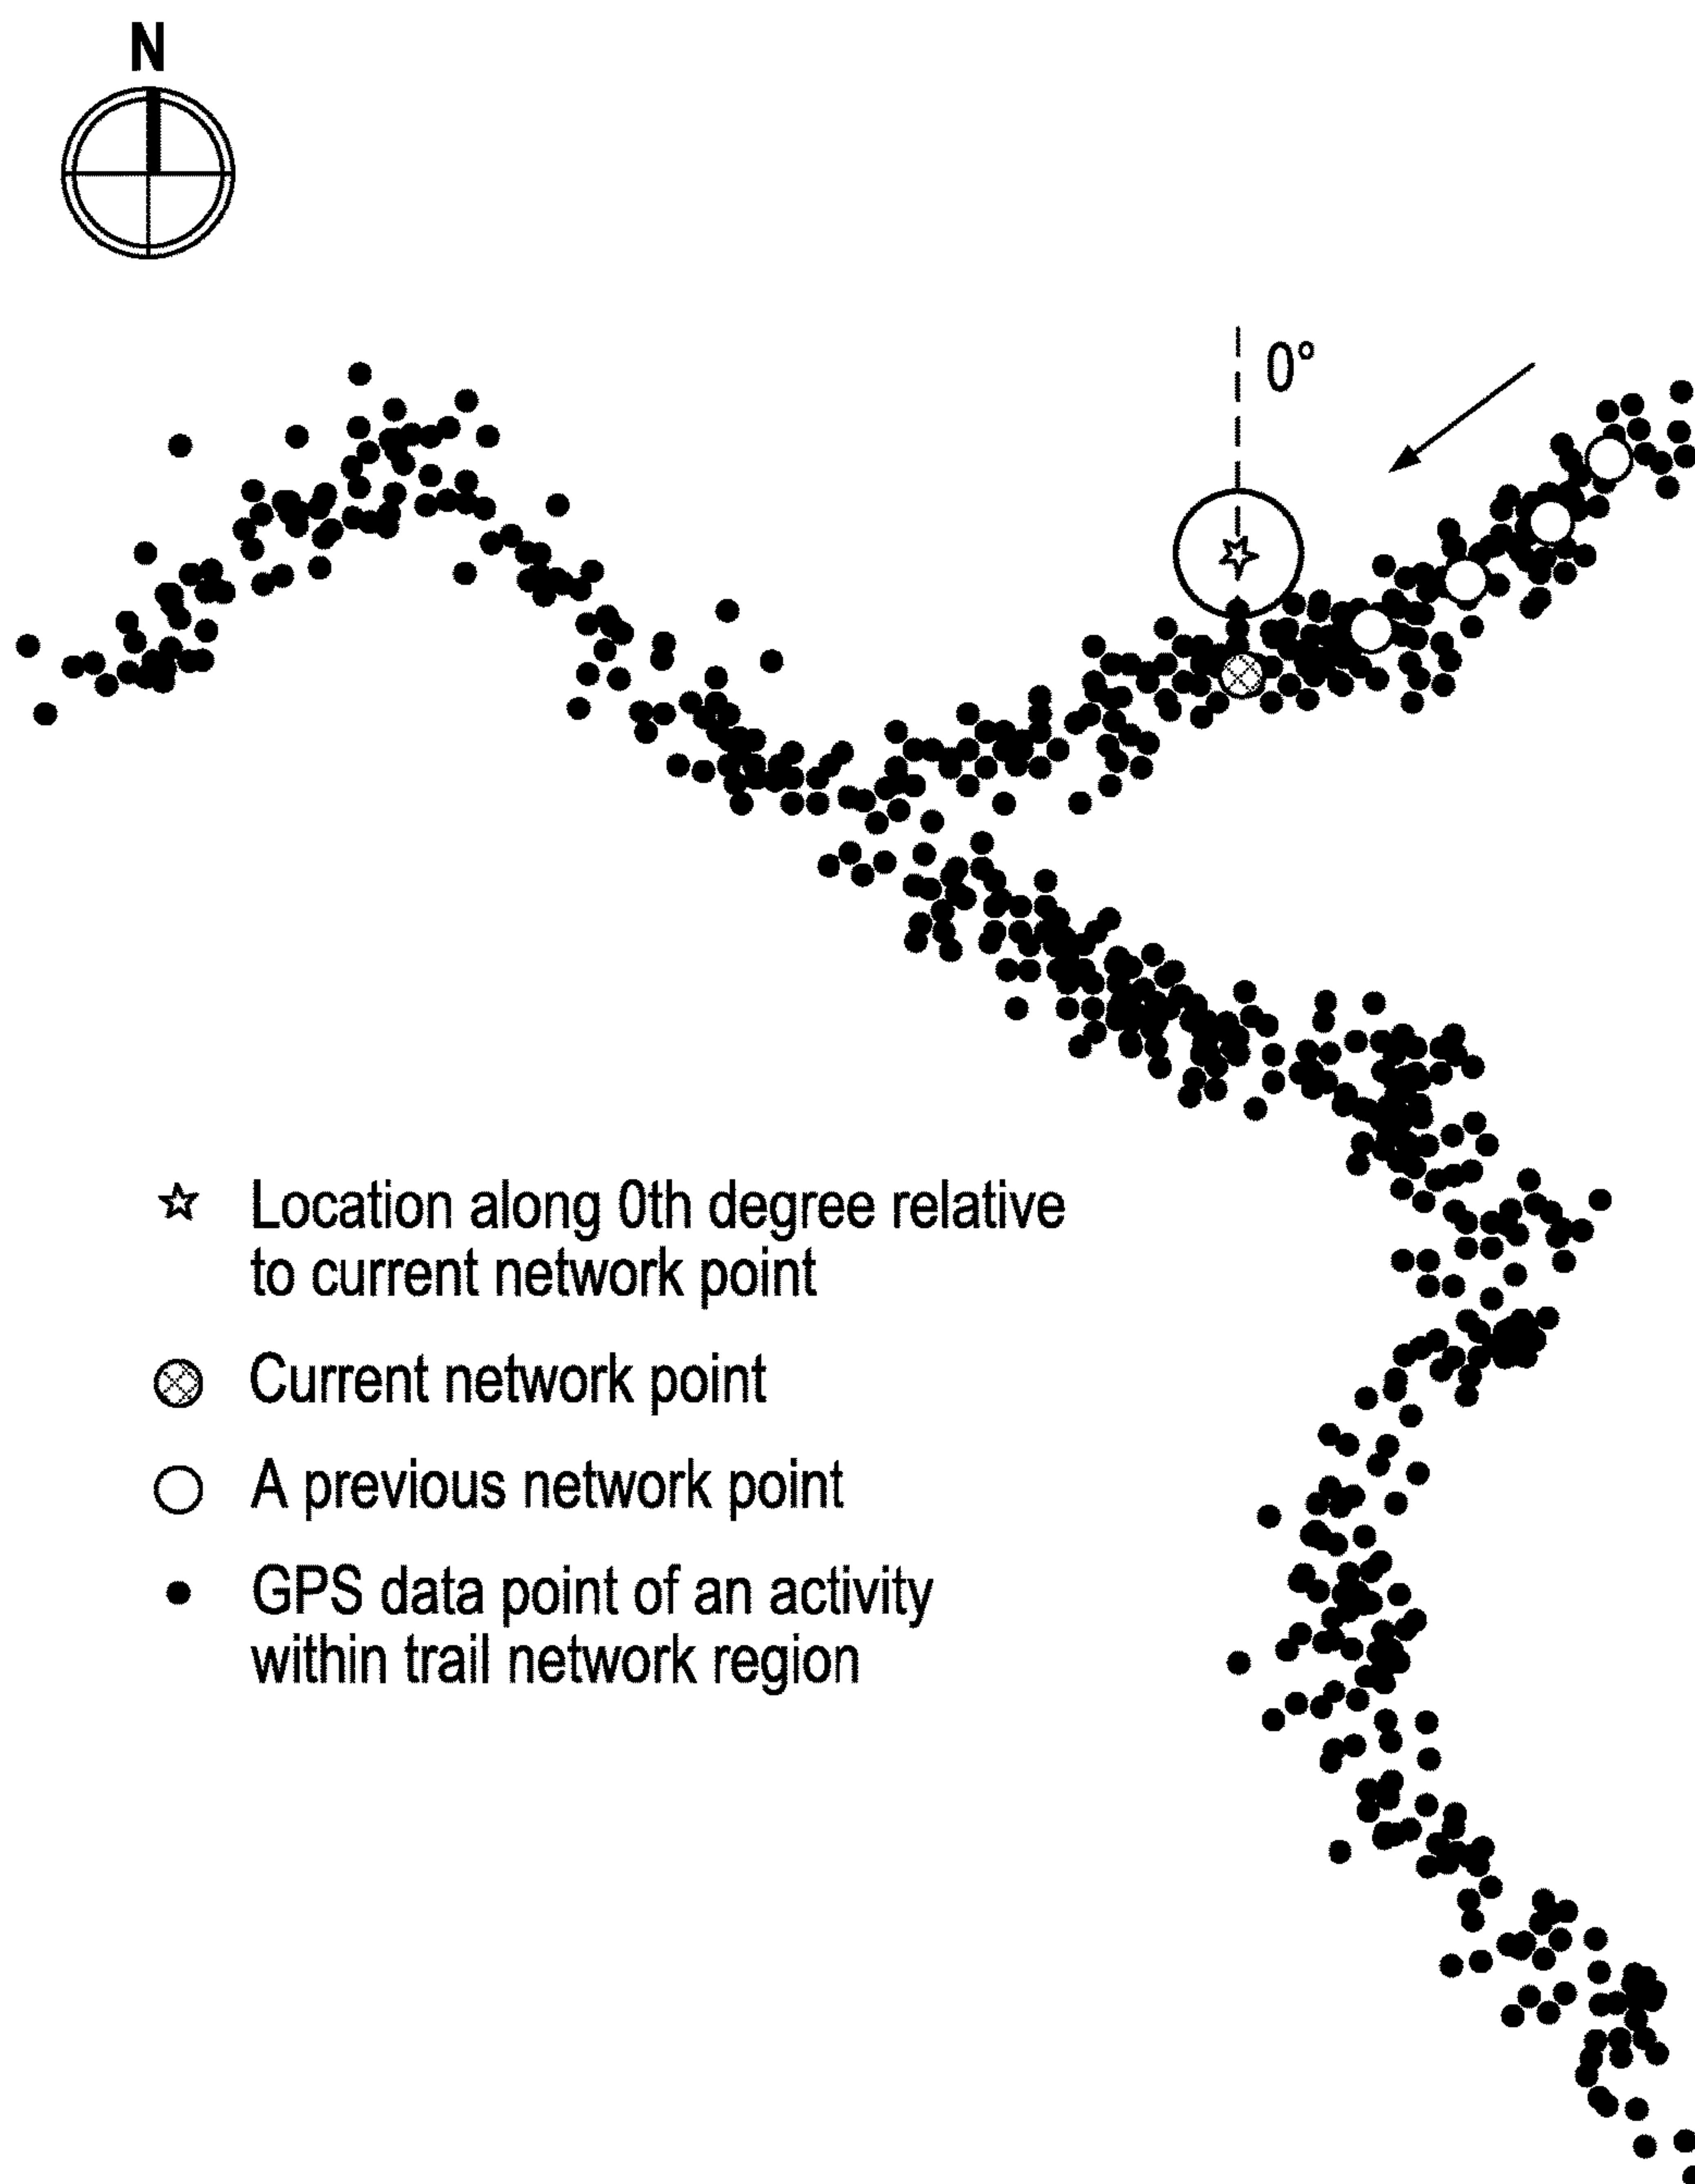 N
0°
Location along 0th degree relative
to current network point
Current network point
A previous network point
GPS data point of an activity
within trail network region